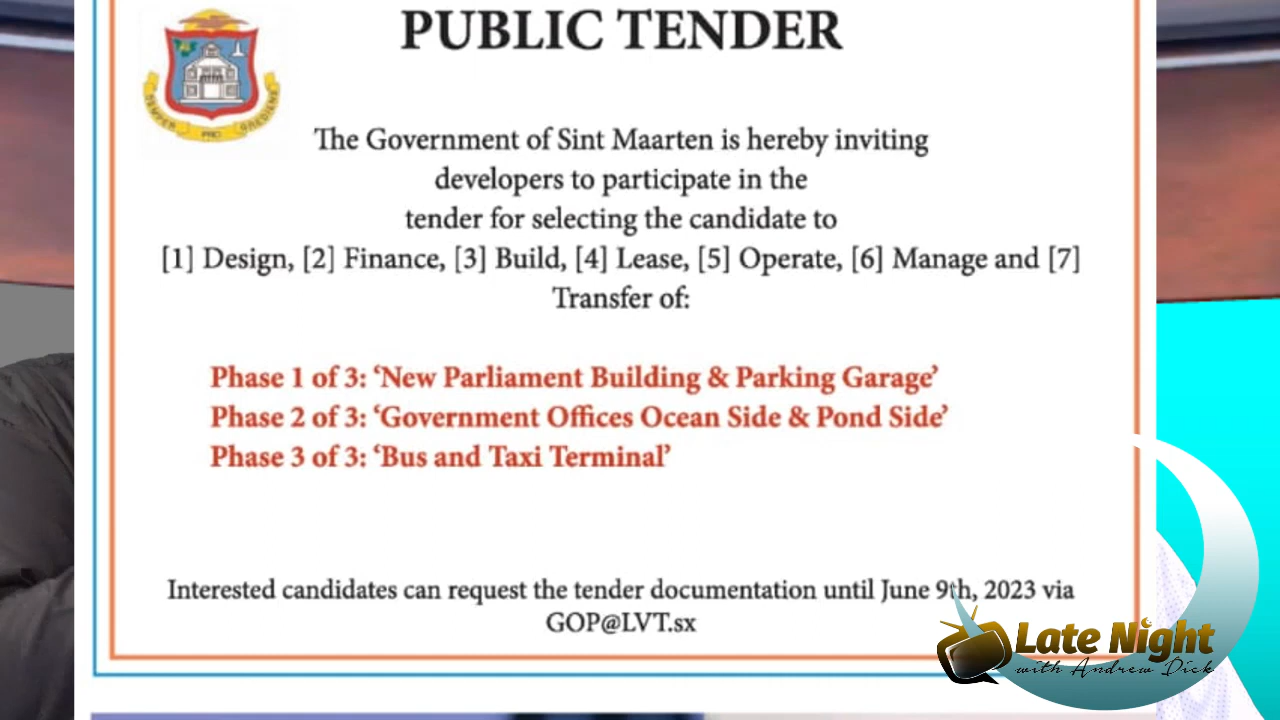 PUBLIC TENDER
SEMPER PRO GREDIENS
The Government of Sint Maarten is hereby inviting
developers to participate in the
tender for selecting the candidate to
[1] Design, [2] Finance, [3] Build, [4] Lease, [5] Operate, [6] Manage and [7]
Transfer of:
Phase 1 of 3: ‘New Parliament Building & Parking Garage’
Phase 2 of 3: ‘Government Offices Ocean Side & Pond Side’
Phase 3 of 3: ‘Bus and Taxi Terminal’
Interested candidates can request the tender documentation until June 9th, 2023 via
GOP@LVT.sx
Late Night
with Andrew Dick